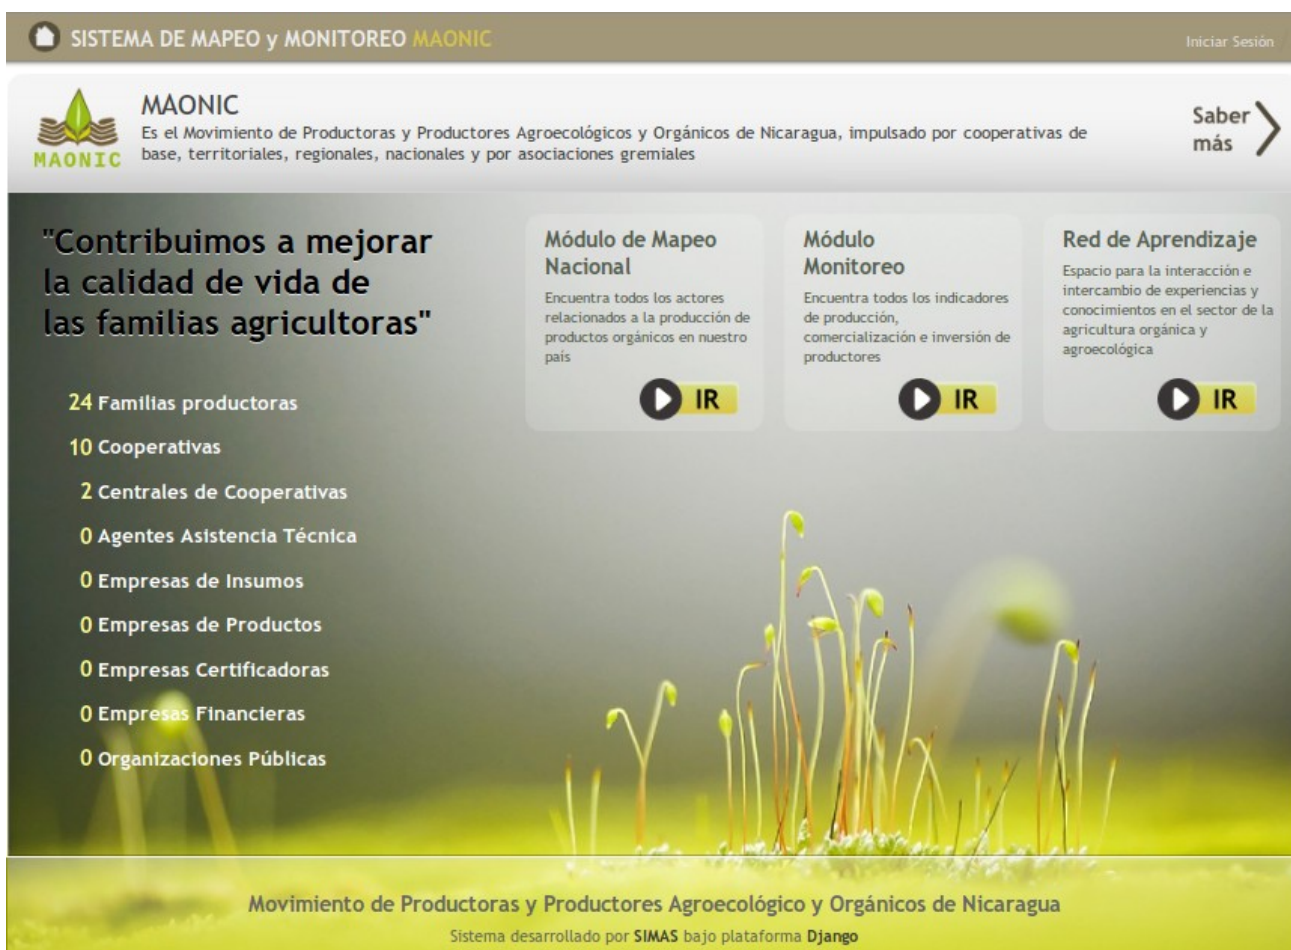 SISTEMA DE MAPEO y MONITOREO MAONIC
Iniciar Sesión
MAONIC
MAONIC
Es el Movimiento de Productoras y Productores Agroecológicos y Orgánicos de Nicaragua, impulsado por cooperativas de
base, territoriales, regionales, nacionales y por asociaciones gremiales
Saber
más
"Contribuimos a mejorar
la calidad de vida de
las familias agricultoras"
24 Familias productoras
10 Cooperativas
2 Centrales de Cooperativas
0 Agentes Asistencia Técnica
0 Empresas de Insumos
0 Empresas de Productos
0 Empresas Certificadoras
0 Empresas Financieras
0 Organizaciones Públicas
Módulo de Mapeo
Nacional
Encuentra todos los actores
relacionados a la producción de
productos orgánicos en nuestro
país
IR
Módulo
Monitoreo
Encuentra todos los indicadores
de producción,
comercialización e inversión de
productores
IR
Red de Aprendizaje
Espacio para la interacción e
intercambio de experiencias y
conocimientos en el sector de la
agricultura orgánica y
agroecológica
IR
Movimiento de Productoras y Productores Agroecológico y Orgánicos de Nicaragua
Sistema desarrollado por SIMAS bajo plataforma Django